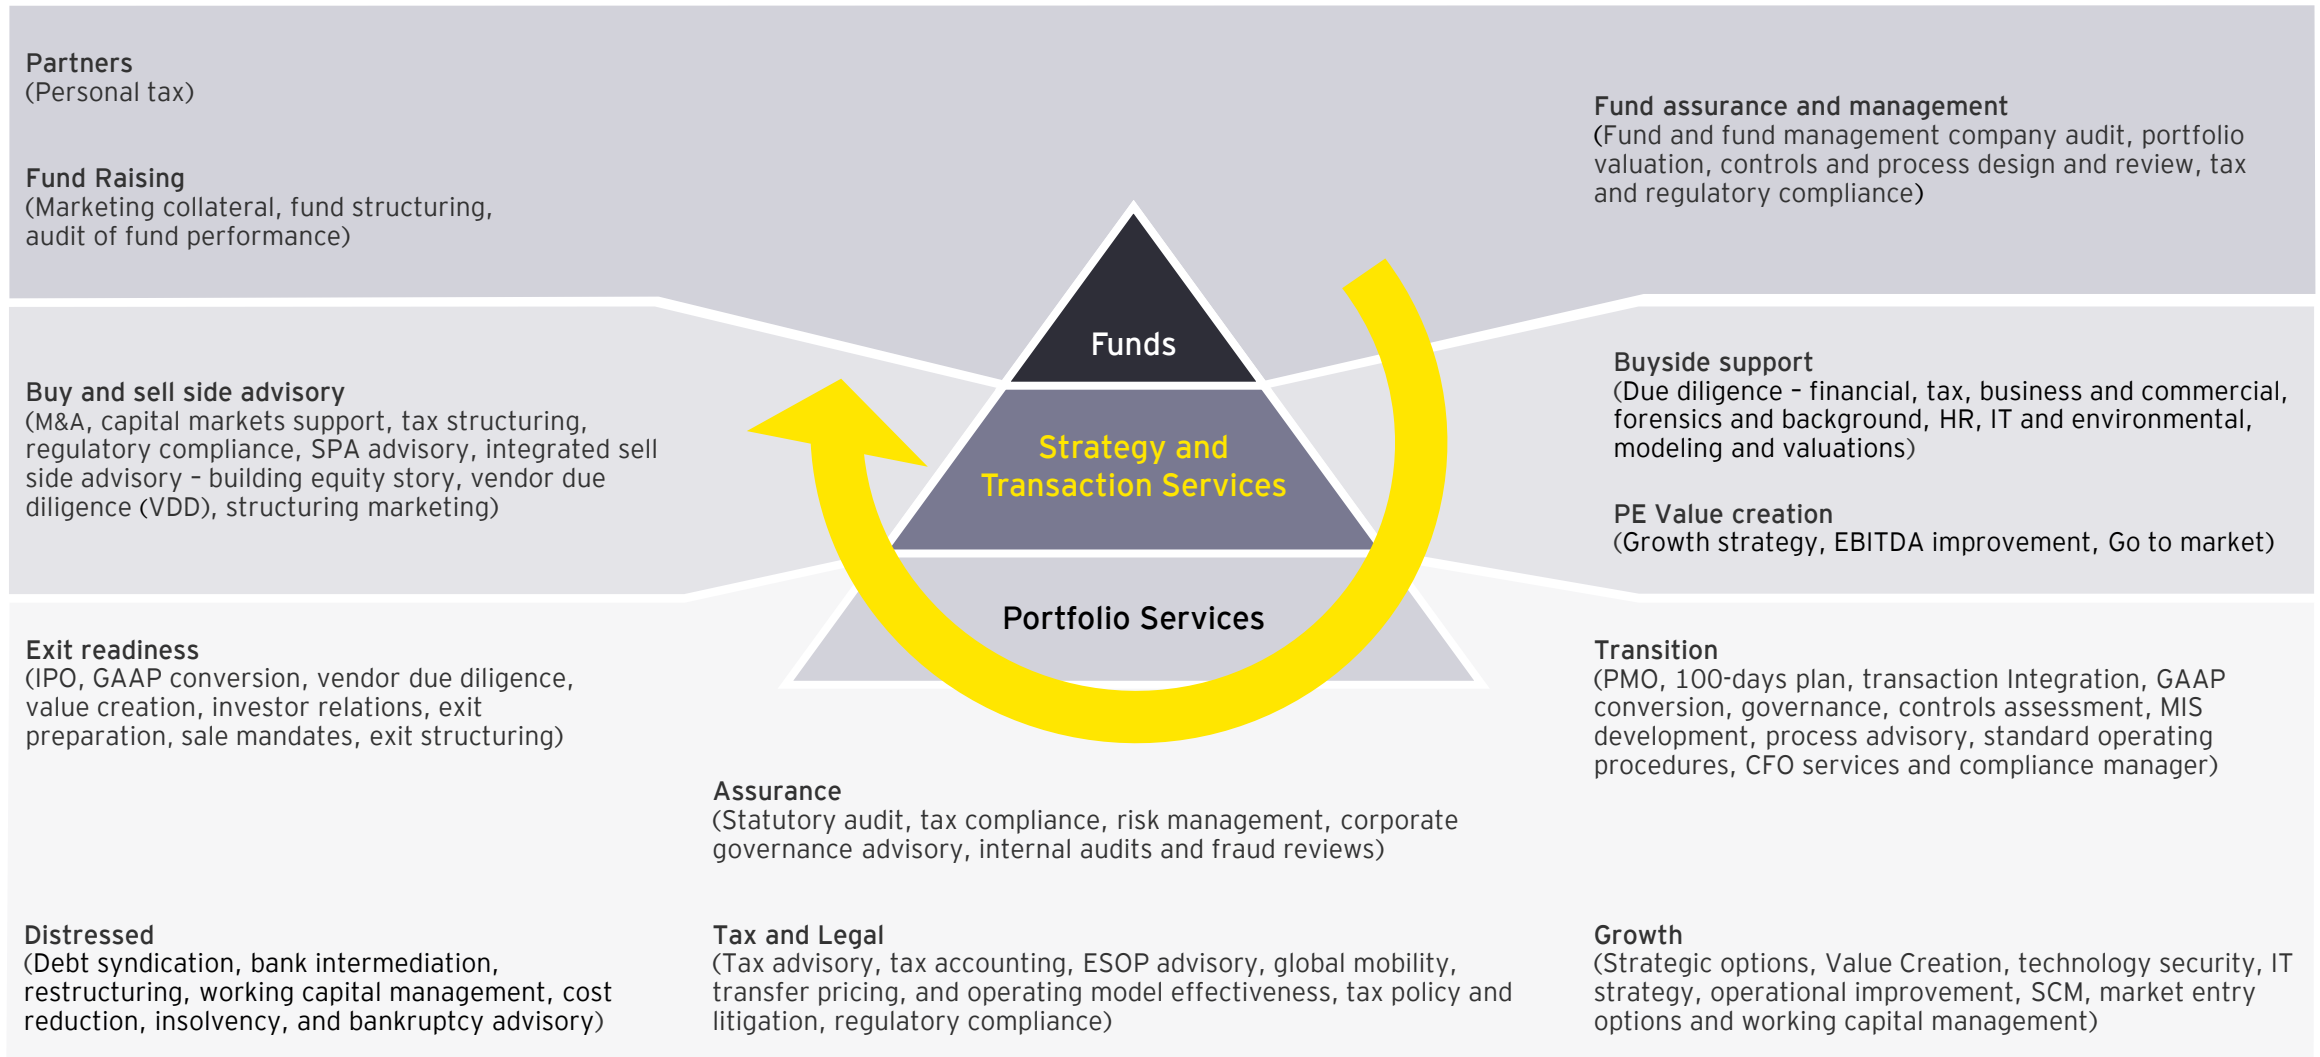 Partners
(Personal tax)
Fund Raising
(Marketing collateral, fund structuring,
audit of fund performance)
Fund assurance and management
(Fund and fund management company audit, portfolio
valuation, controls and process design and review, tax
and regulatory compliance)
Funds
Buy and sell side advisory
(M&A, capital markets support, tax structuring,
regulatory compliance, SPA advisory, integrated sell
side advisory – building equity story, vendor due
diligence (VDD), structuring marketing)
Strategy and
Transaction Services
Buyside support
(Due diligence – financial, tax, business and commercial,
forensics and background, HR, IT and environmental,
modeling and valuations)
PE Value creation
(Growth strategy, EBITDA improvement, Go to market)
Portfolio Services
Exit readiness
(IPO, GAAP conversion, vendor due diligence,
value creation, investor relations, exit
preparation, sale mandates, exit structuring)
Transition
(PMO, 100-days plan, transaction Integration, GAAP
conversion, governance, controls assessment, MIS
development, process advisory, standard operating
procedures, CFO services and compliance manager)
Assurance
(Statutory audit, tax compliance, risk management, corporate
governance advisory, internal audits and fraud reviews)
Distressed
(Debt syndication, bank intermediation,
restructuring, working capital management, cost
reduction, insolvency, and bankruptcy advisory)
Tax and Legal
(Tax advisory, tax accounting, ESOP advisory, global mobility,
transfer pricing, and operating model effectiveness, tax policy and
litigation, regulatory compliance)
Growth
(Strategic options, Value Creation, technology security, IT
strategy, operational improvement, SCM, market entry
options and working capital management)